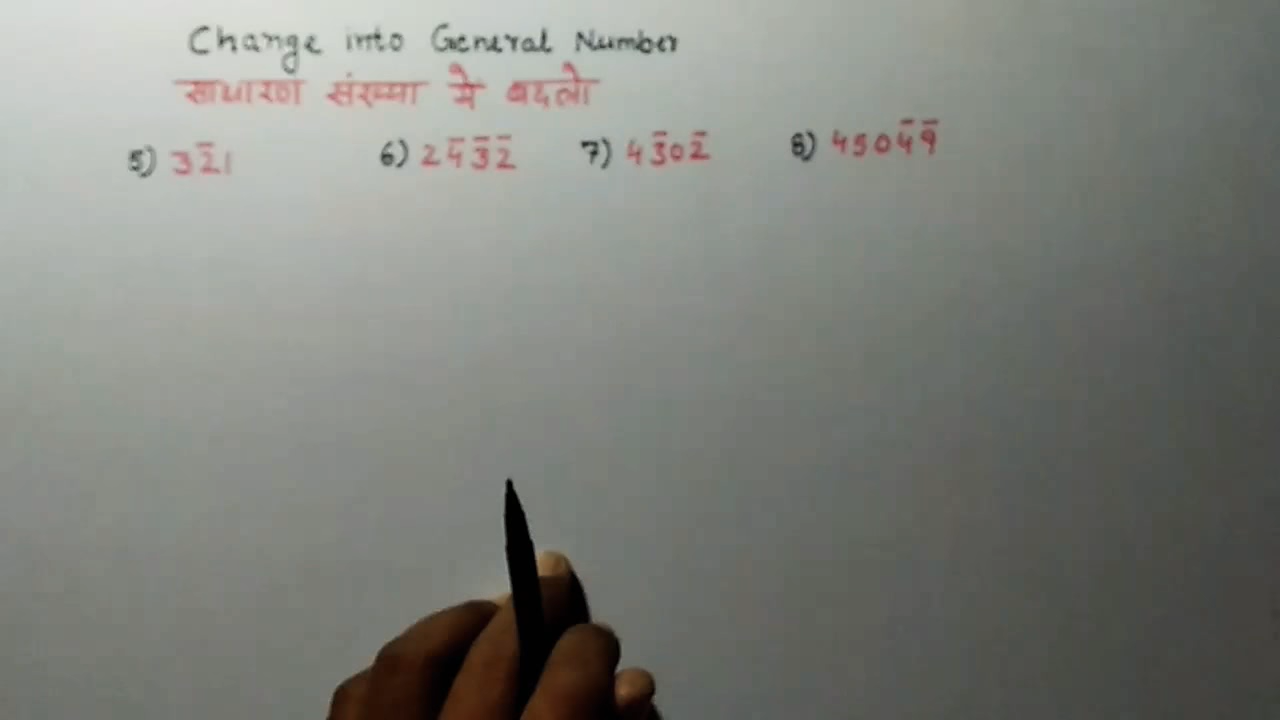 Change into General Number
साधारण संख्या में बदलो
5) 32̄1 6) 24̄3̄2̄ 7) 43̄02̄ 8) 4504̄9̄